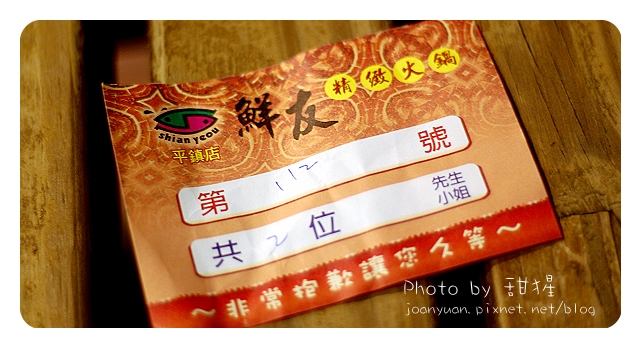 精緻火鍋
鮮友
shian yeou
平鎮店
第 112 號
共 2 位 先生
小姐
～非常抱歉讓您久等～
Photo by 甜猩
joanyuan.pixnet.net/blog